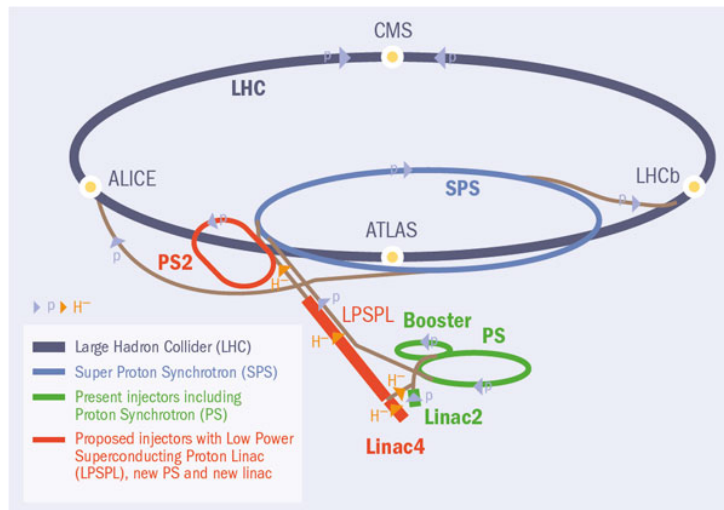 CMS
p
p
LHC
ALICE
LHCb
p
SPS
p
p
ATLAS
PS2
p
H⁻
p
LPSPL
Booster
PS
p
H⁻
p
H⁻
p
H⁻
Linac2
Linac4
p H⁻
Large Hadron Collider (LHC)
Super Proton Synchrotron (SPS)
Present injectors including
Proton Synchrotron (PS)
Proposed injectors with Low Power
Superconducting Proton Linac
(LPSPL), new PS and new linac